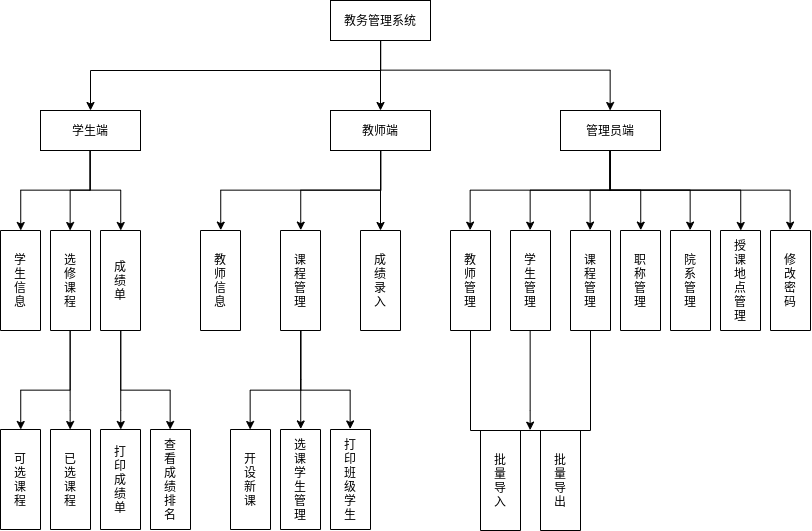 教务管理系统
学生端
教师端
管理员端
学生信息
选修课程
成绩单
教师信息
课程管理
成绩录入
教师管理
学生管理
课程管理
职称管理
院系管理
授课地点管理
修改密码
可选课程
已选课程
打印成绩单
查看成绩排名
开设新课
选课学生管理
打印班级学生
批量导入
批量导出